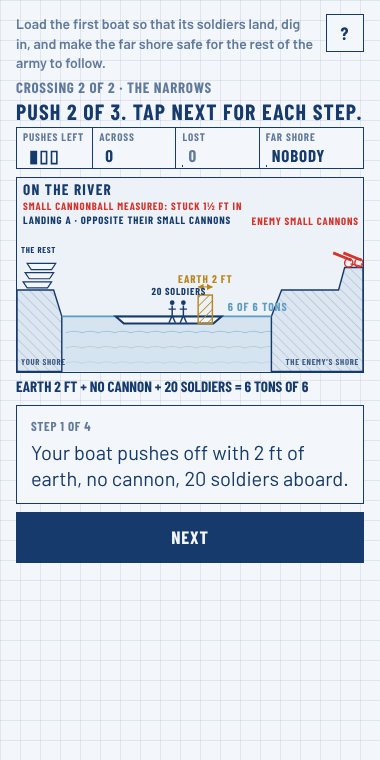 Load the first boat so that its soldiers land, dig
in, and make the far shore safe for the rest of the
army to follow.
?
CROSSING 2 OF 2 · THE NARROWS
PUSH 2 OF 3. TAP NEXT FOR EACH STEP.
PUSHES LEFT
ACROSS
0
LOST
0
FAR SHORE
NOBODY
ON THE RIVER
SMALL CANNONBALL MEASURED: STUCK 1½ FT IN
LANDING A · OPPOSITE THEIR SMALL CANNONS
ENEMY SMALL CANNONS
THE REST
EARTH 2 FT
20 SOLDIERS
6 OF 6 TONS
YOUR SHORE
THE ENEMY'S SHORE
EARTH 2 FT + NO CANNON + 20 SOLDIERS = 6 TONS OF 6
STEP 1 OF 4
Your boat pushes off with 2 ft of
earth, no cannon, 20 soldiers aboard.
NEXT